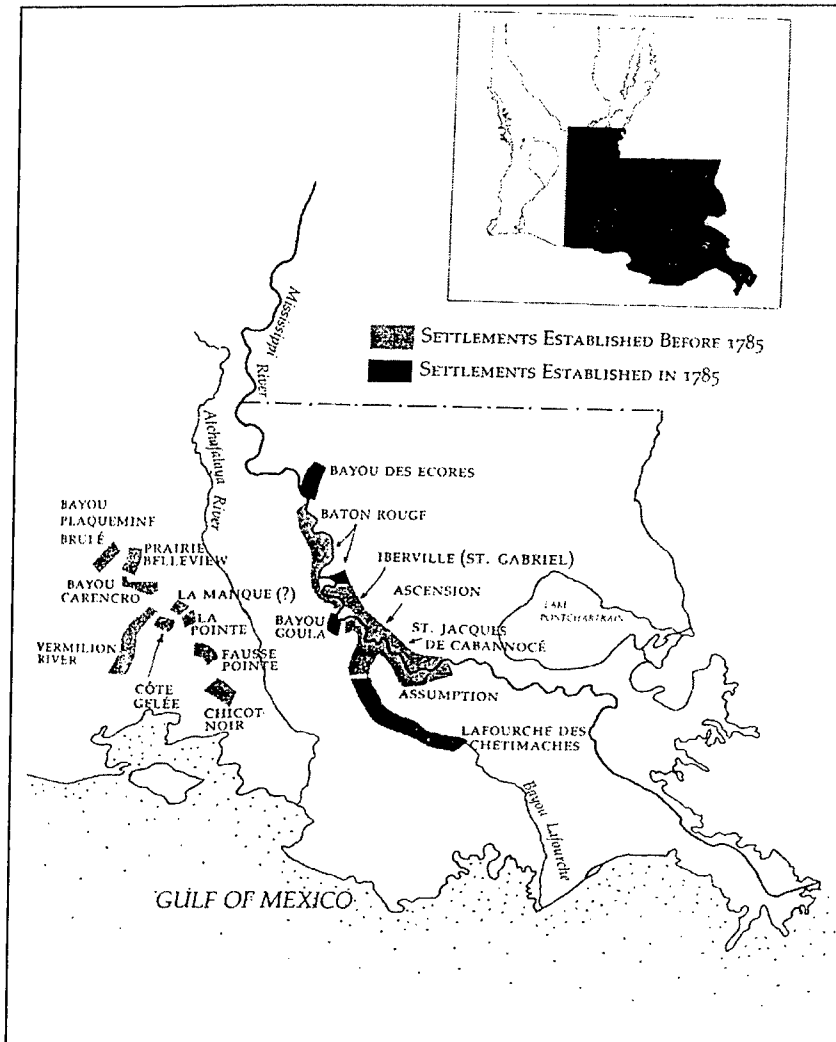 SETTLEMENTS ESTABLISHED BEFORE 1785
SETTLEMENTS ESTABLISHED IN 1785
Mississippi
River
Atchafalaya River
BAYOU DES ECORES
BATON ROUGE
BAYOU
PLAQUEMINE
BRULÉ
PRAIRIE
BELLEVIEW
IBERVILLE (ST. GABRIEL)
BAYOU
CARENCRO
LA MANQUE (?)
ASCENSION
LAKE
PONTCHARTRAIN
LA
POINTE
BAYOU
GOULA
ST. JACQUES
DE CABANNOCÉ
VERMILION
RIVER
FAUSSE
POINTE
CÔTE
GELÉE
ASSUMPTION
CHICOT
NOIR
LAFOURCHE DES
CHETIMACHES
Bayou Lafourche
GULF OF MEXICO